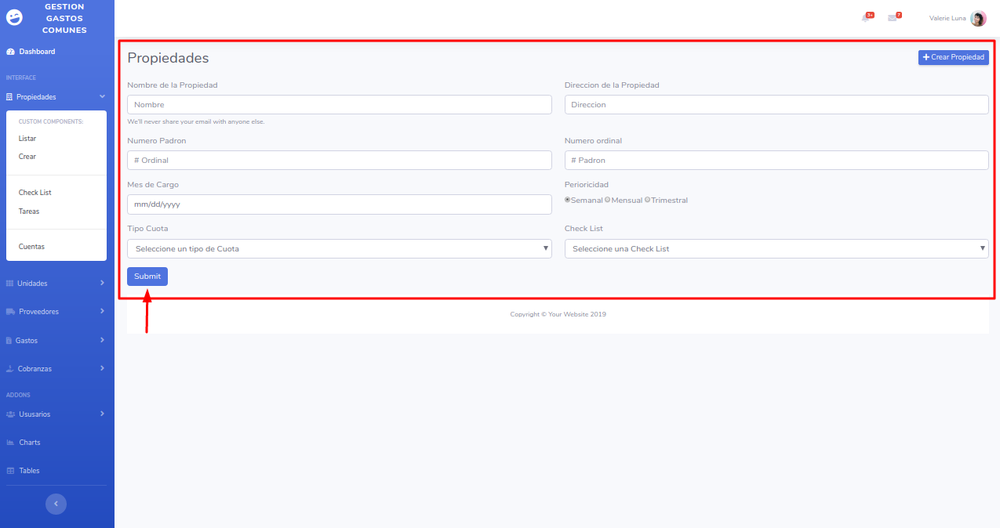 GESTION
GASTOS
COMUNES
3+
7
Valerie Luna
Dashboard
INTERFACE
Propiedades
CUSTOM COMPONENTS:
Listar
Crear
Check List
Tareas
Cuentas
Unidades
Proveedores
Gastos
Cobranzas
ADDONS
Ususarios
Charts
Tables
Propiedades
Crear Propiedad
Nombre de la Propiedad
Direccion de la Propiedad
Nombre
Direccion
We'll never share your email with anyone else.
Numero Padron
Numero ordinal
# Ordinal
# Padron
Mes de Cargo
Perioricidad
mm/dd/yyyy
Semanal Mensual Trimestral
Tipo Cuota
Check List
Seleccione un tipo de Cuota
Seleccione una Check List
Submit
Copyright © Your Website 2019